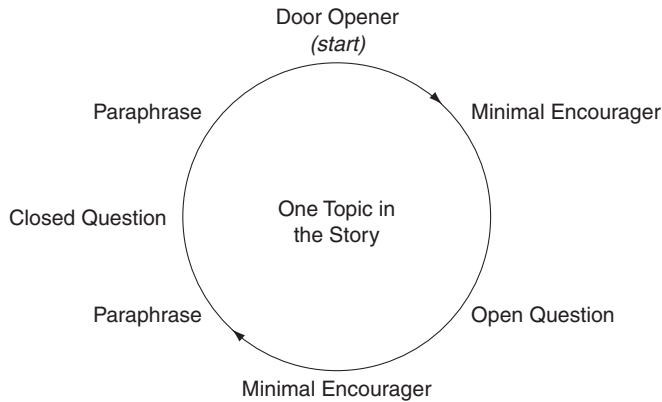 Door Opener
(start)
Minimal Encourager
Open Question
Minimal Encourager
Paraphrase
Closed Question
Paraphrase
One Topic in
the Story